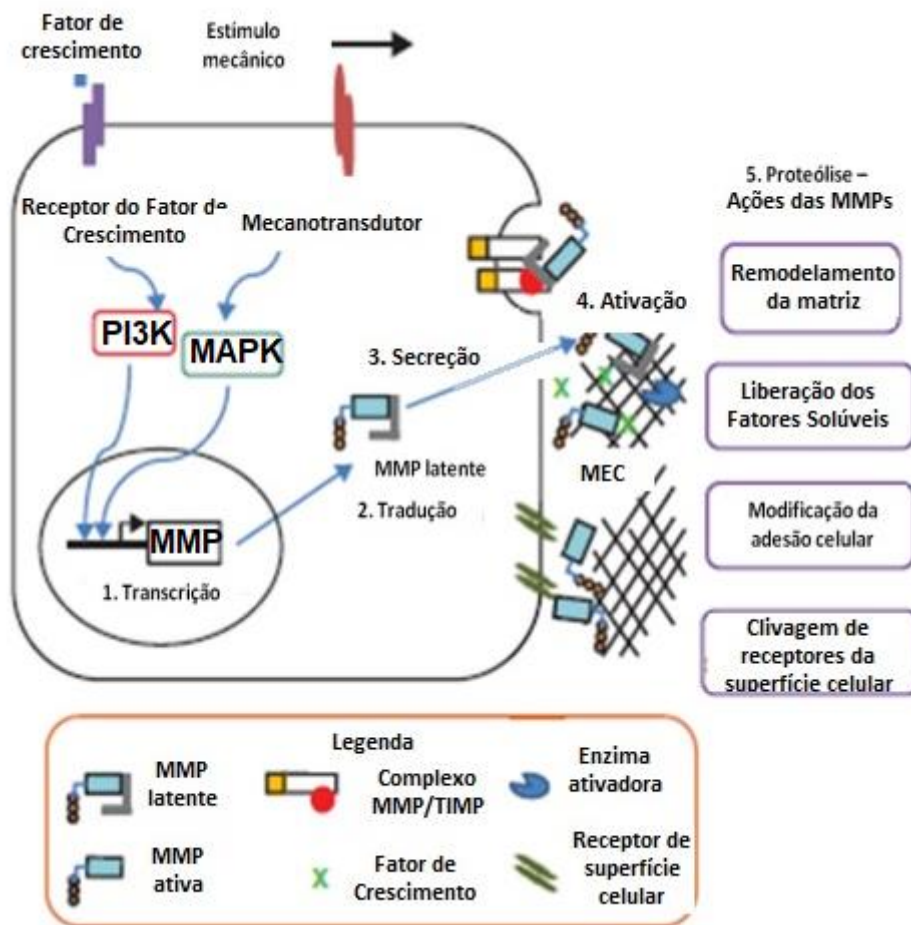 Fator de
crescimento
Estímulo
mecânico
Receptor do Fator de
Crescimento
Mecanotransdutor
PI3K
MAPK
MMP
1. Transcrição
MMP latente
2. Tradução
3. Secreção
4. Ativação
MEC
5. Proteólise –
Ações das MMPs
Remodelamento
da matriz
Liberação dos
Fatores Solúveis
Modificação da
adesão celular
Clivagem de
receptores da
superfície celular
Legenda
MMP
latente
Complexo
MMP/TIMP
Enzima
ativadora
MMP
ativa
X
Fator de
Crescimento
Receptor de
superfície
celular